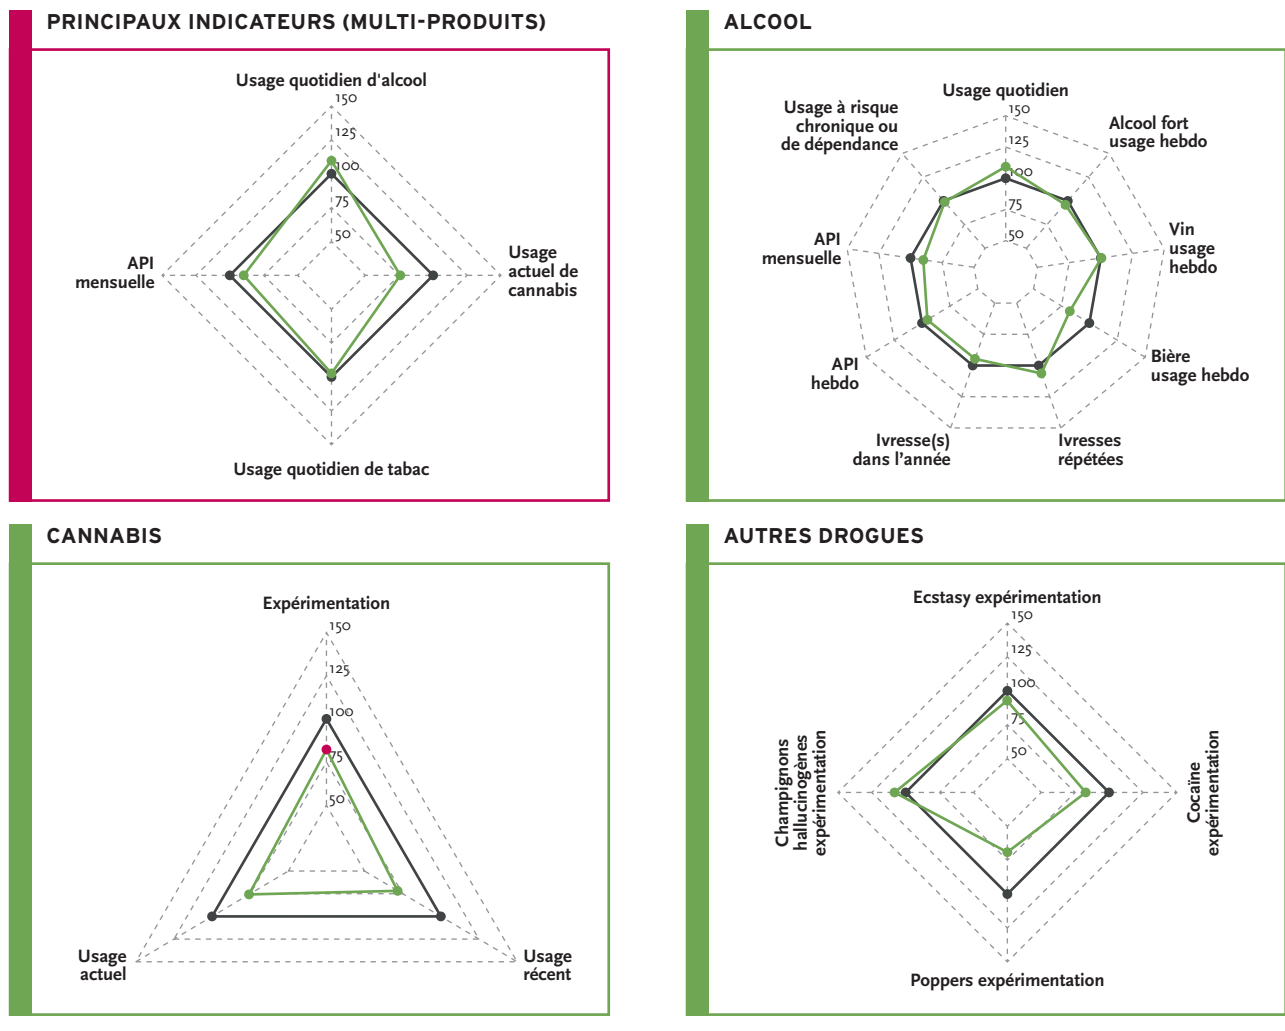 PRINCIPAUX INDICATEURS (MULTI-PRODUITS)
Usage quotidien d'alcool
150
125
100
75
50
API
mensuelle
Usage
actuel de
cannabis
Usage quotidien de tabac
ALCOOL
Usage quotidien
150
125
100
75
50
Alcool fort
usage hebdo
Vin
usage
hebdo
Bière
usage hebdo
Ivresses
répétées
Ivresse(s)
dans l'année
API
hebdo
API
mensuelle
Usage à risque
chronique ou
de dépendance
CANNABIS
Expérimentation
150
125
100
75
50
Usage
actuel
Usage
récent
AUTRES DROGUES
Ecstasy expérimentation
150
125
100
75
50
Champignons
hallucinogènes
expérimentation
Cocaïne
expérimentation
Poppers expérimentation